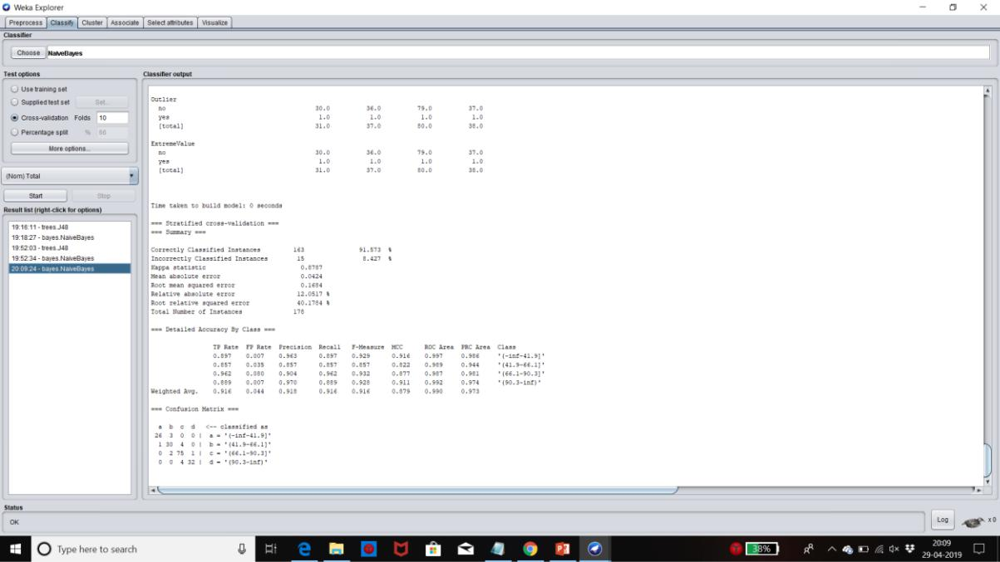 Weka Explorer
Preprocess Classify Cluster Associate Select attributes Visualize
Classifier
Choose NaiveBayes
Test options
Use training set
Supplied test set Set...
Cross-validation Folds 10
Percentage split % 66
More options...
(Nom) Total
Start Stop
Result list (right-click for options)
19:16:11 - trees.J48
19:18:27 - bayes.NaiveBayes
19:52:03 - trees.J48
19:52:34 - bayes.NaiveBayes
20:09:24 - bayes.NaiveBayes
Classifier output
Outlier
no 30.0 36.0 79.0 37.0
yes 1.0 1.0 1.0 1.0
[total] 31.0 37.0 80.0 38.0
ExtremeValue
no 30.0 36.0 79.0 37.0
yes 1.0 1.0 1.0 1.0
[total] 31.0 37.0 80.0 38.0
Time taken to build model: 0 seconds
=== Stratified cross-validation ===
=== Summary ===
Correctly Classified Instances 163 91.573 %
Incorrectly Classified Instances 15 8.427 %
Kappa statistic 0.8787
Mean absolute error 0.0424
Root mean squared error 0.1684
Relative absolute error 12.0517 %
Root relative squared error 40.1784 %
Total Number of Instances 178
=== Detailed Accuracy By Class ===
TP Rate FP Rate Precision Recall F-Measure MCC ROC Area PRC Area Class
0.897 0.007 0.963 0.897 0.929 0.916 0.997 0.986 '(-inf-41.9]'
0.857 0.035 0.857 0.857 0.857 0.822 0.989 0.944 '(41.9-66.1]'
0.962 0.080 0.904 0.962 0.932 0.877 0.987 0.981 '(66.1-90.3]'
0.889 0.007 0.970 0.889 0.928 0.911 0.992 0.974 '(90.3-inf)'
Weighted Avg. 0.916 0.044 0.918 0.916 0.916 0.879 0.990 0.973
=== Confusion Matrix ===
a b c d <-- classified as
26 3 0 0 | a = '(-inf-41.9]'
1 30 4 0 | b = '(41.9-66.1]'
0 2 75 1 | c = '(66.1-90.3]'
0 0 4 32 | d = '(90.3-inf)'
Status
OK
Log x 0
Type here to search
38%
20:09
29-04-2019